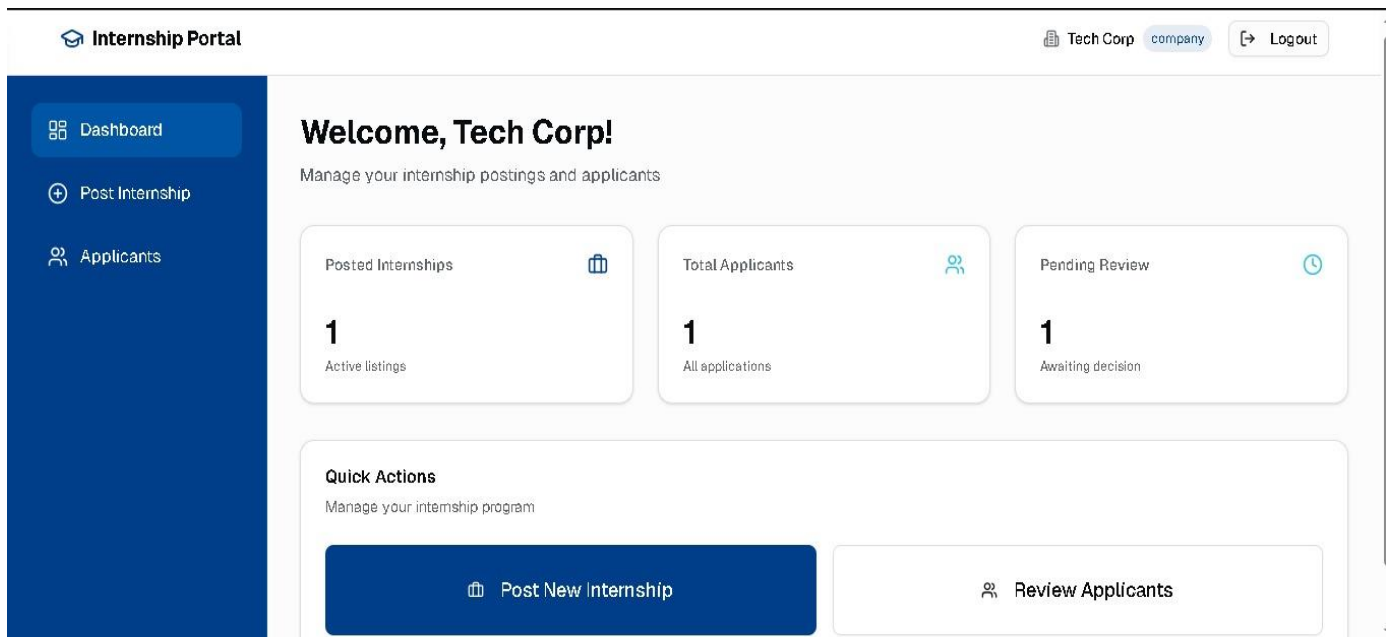 Internship Portal
Tech Corp company Logout
Dashboard
Post Internship
Applicants
Welcome, Tech Corp!
Manage your internship postings and applicants
Posted Internships
1
Active listings
Total Applicants
1
All applications
Pending Review
1
Awaiting decision
Quick Actions
Manage your internship program
Post New Internship
Review Applicants